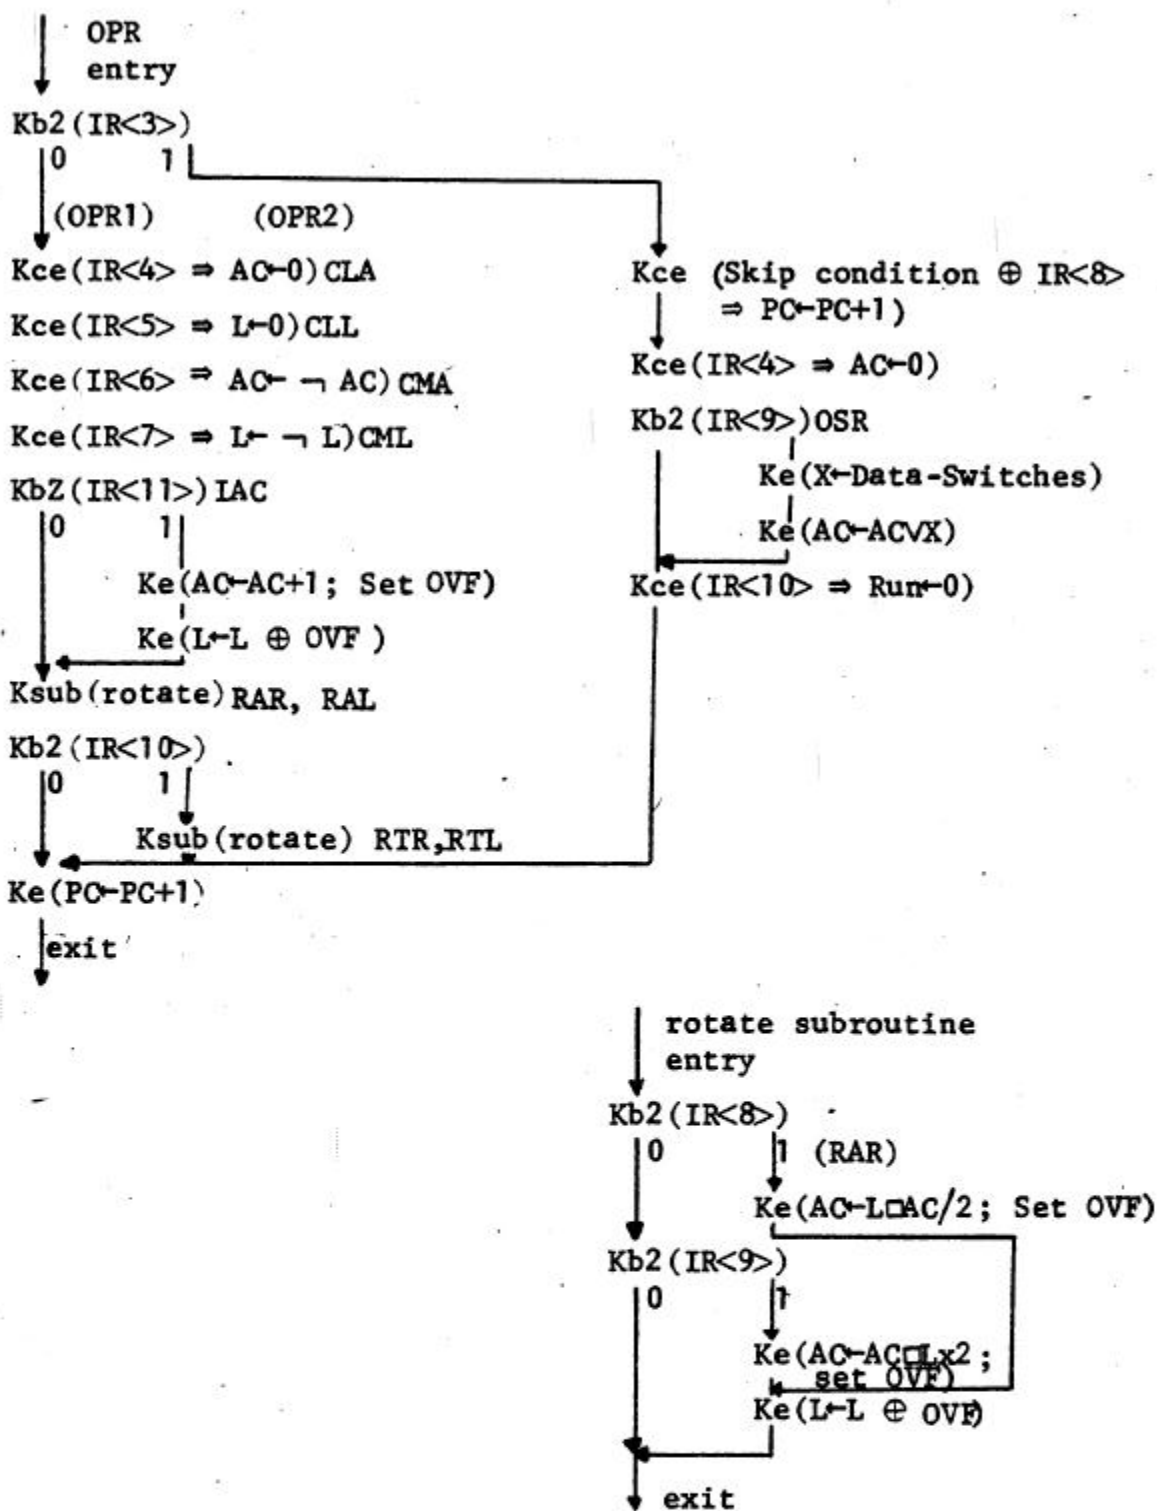 OPR
entry
Kb2(IR<3>)
0 1
(OPR1) (OPR2)
Kce(IR<4> ⇒ AC←0)CLA
Kce(IR<5> ⇒ L←0)CLL
Kce(IR<6> ⇒ AC← ¬ AC)CMA
Kce(IR<7> ⇒ L← ¬ L)CML
KbZ(IR<11>)IAC
0 1
Ke(AC←AC+1; Set OVF)
Ke(L←L ⊕ OVF )
Ksub(rotate)RAR, RAL
Kb2(IR<10>)
0 1
Ksub(rotate) RTR,RTL
Ke(PC←PC+1)
exit
Kce (Skip condition ⊕ IR<8>
⇒ PC←PC+1)
Kce(IR<4> ⇒ AC←0)
Kb2(IR<9>)OSR
Ke(X←Data-Switches)
Ke(AC←AC∨X)
Kce(IR<10> ⇒ Run←0)
rotate subroutine
entry
Kb2(IR<8>)
0 1 (RAR)
Ke(AC←L□AC/2; Set OVF)
Kb2(IR<9>)
0 1
Ke(AC←AC□Lx2;
set OVF)
Ke(L←L ⊕ OVF)
exit